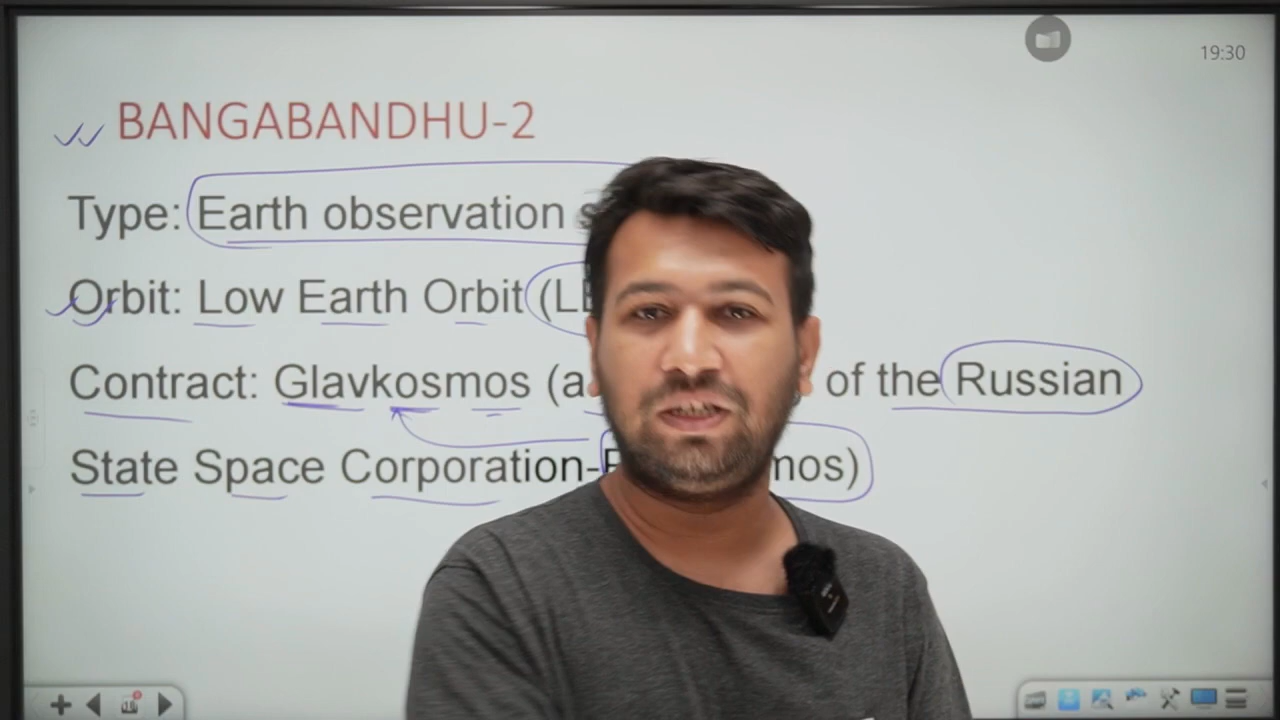 19:30
BANGABANDHU-2
Type: Earth observation
Orbit: Low Earth Orbit
Contract: Glavkosmos of the Russian
State Space Corporation-